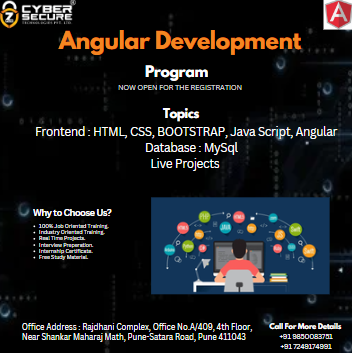 CYBER
SECURE
TECHNOLOGIES PVT. LTD.
Angular Development
Program
NOW OPEN FOR THE REGISTRATION
Topics
Frontend : HTML, CSS, BOOTSTRAP, Java Script, Angular
Database : MySql
Live Projects
Why to Choose Us?
100% Job Oriented Training.
Industry Oriented Training.
Real Time Projects.
Interview Preparation.
Internship Certificate.
Free Study Material.
Office Address : Rajdhani Complex, Office No.A/409, 4th Floor,
Near Shankar Maharaj Math, Pune-Satara Road, Pune 411043
Call For More Details
+91 9850083751
+91 7249174991